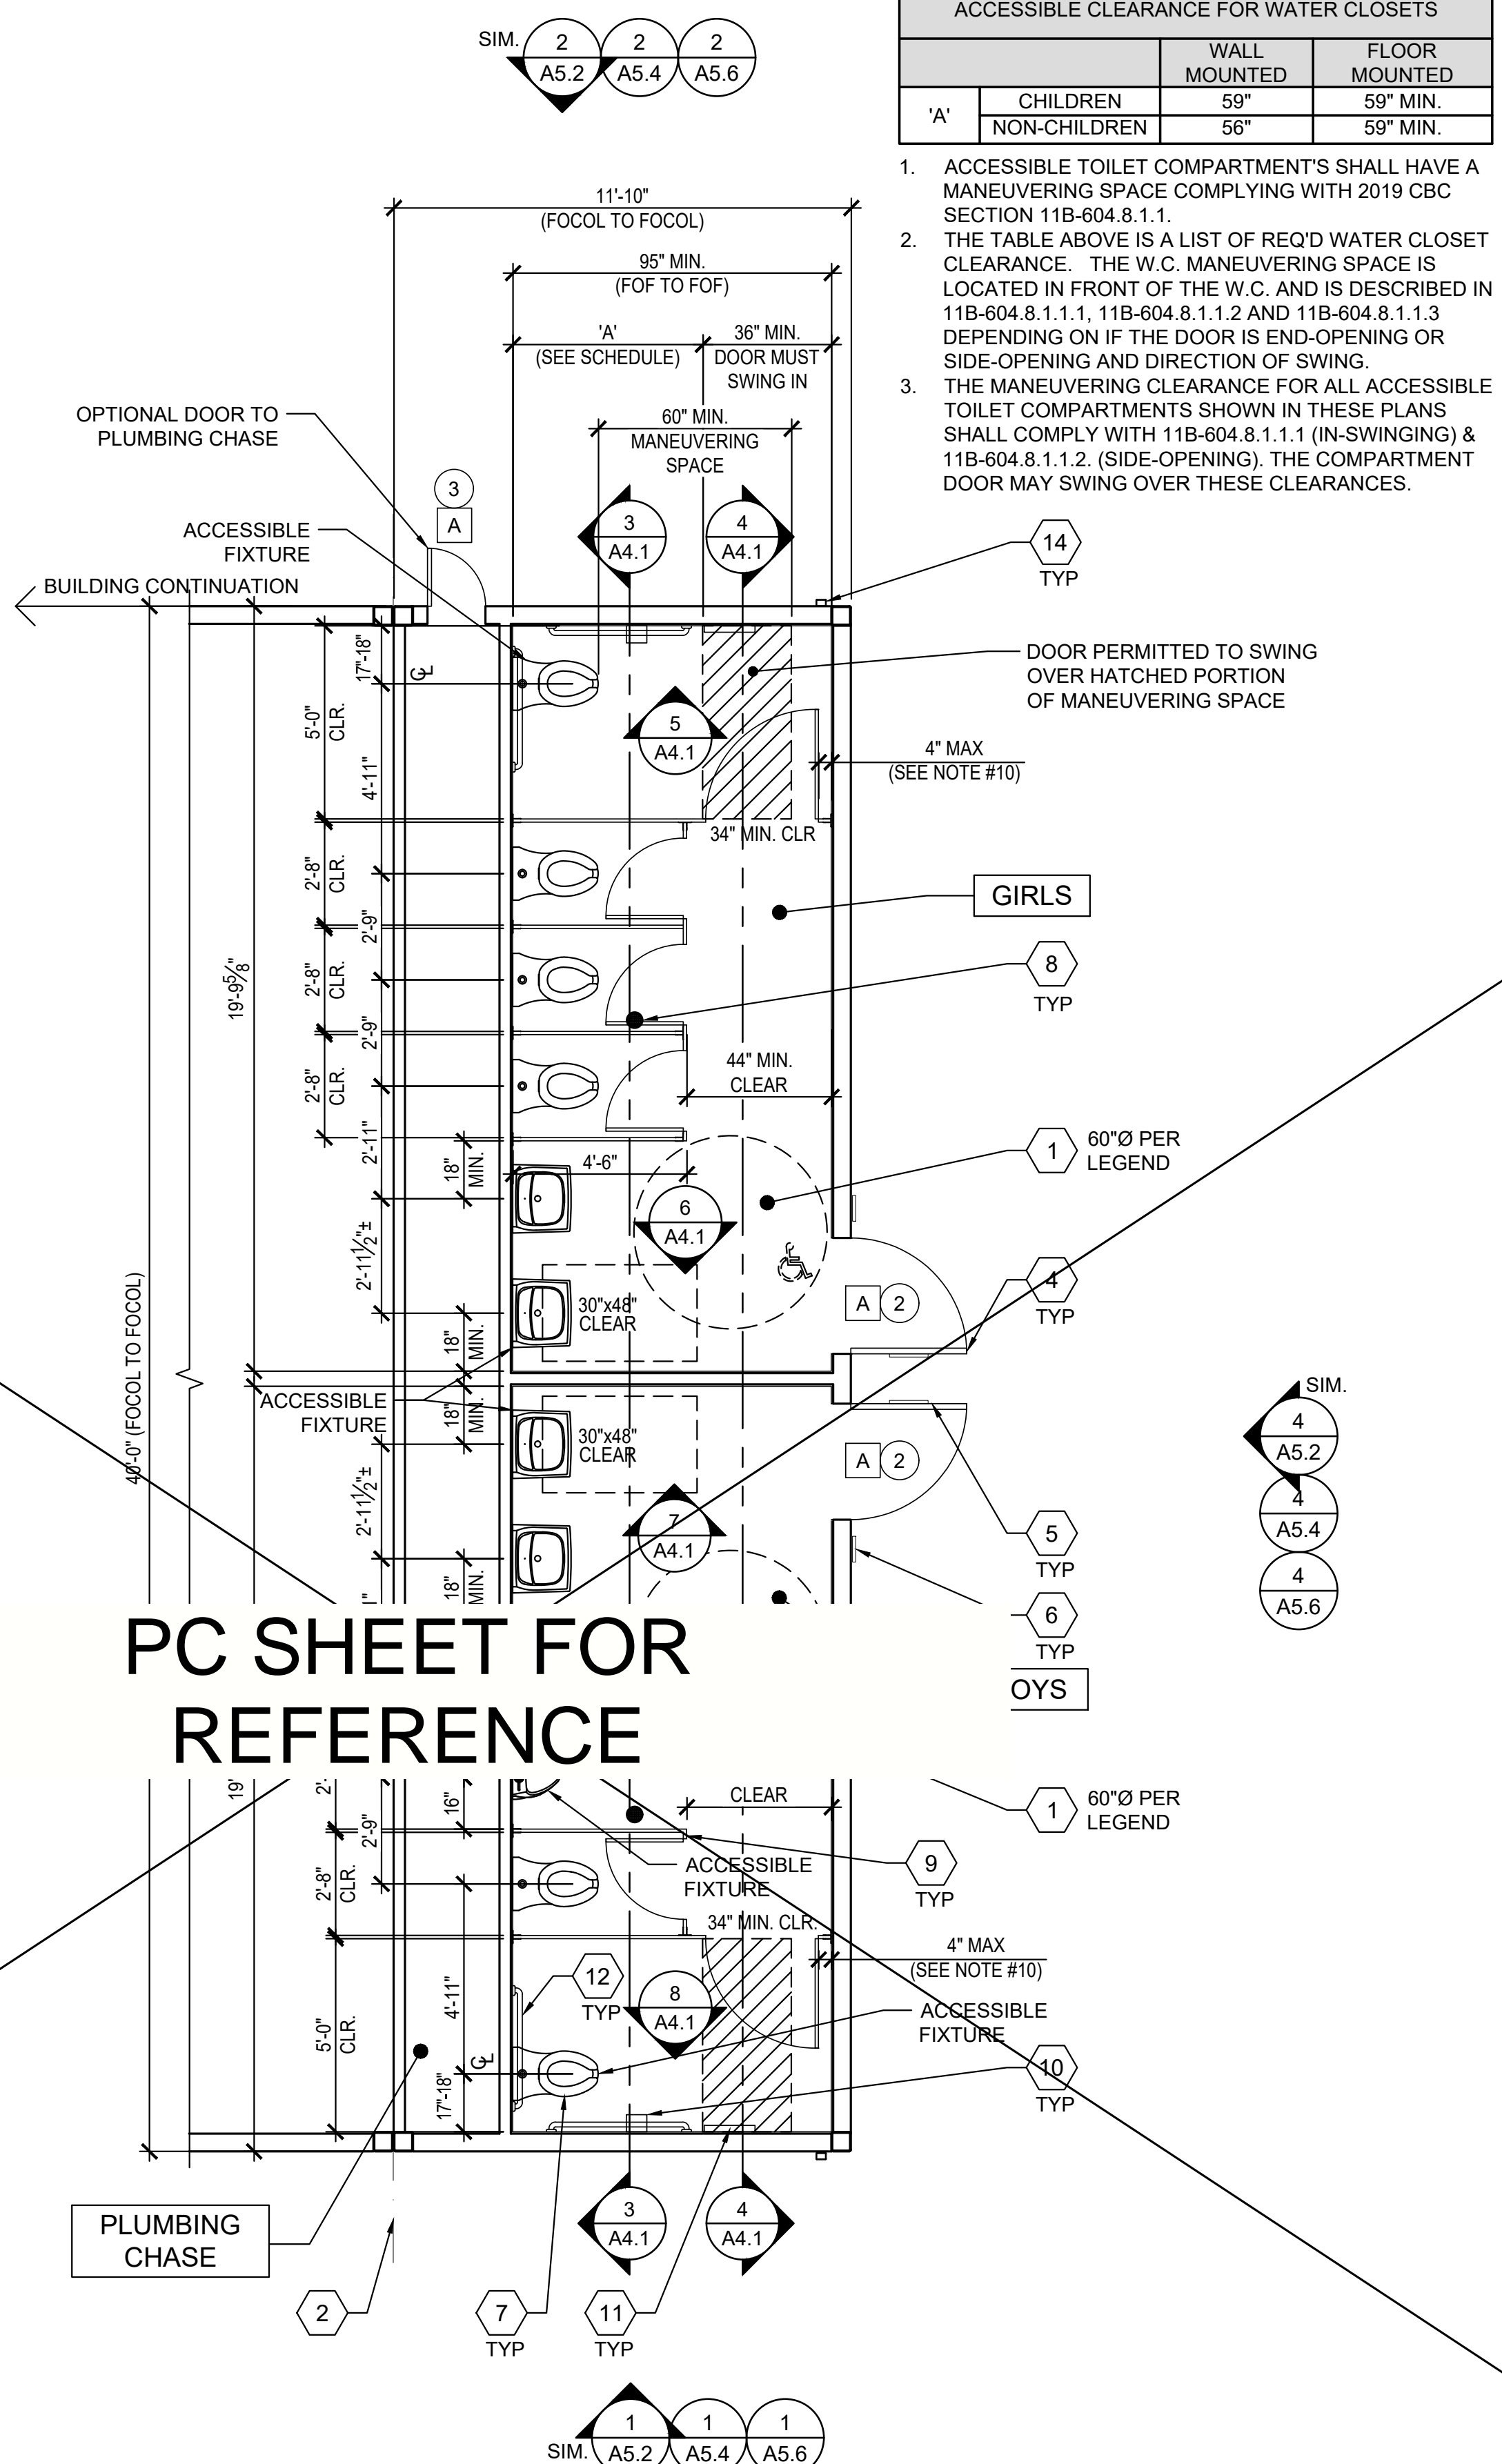 ACCESSIBLE CLEARANCE FOR WATER CLOSETS
WALL MOUNTED
FLOOR MOUNTED
'A'
CHILDREN
59"
59" MIN.
NON-CHILDREN
56"
59" MIN.
SIM.
2
A5.2
2
A5.4
2
A5.6
1. ACCESSIBLE TOILET COMPARTMENT'S SHALL HAVE A
MANEUVERING SPACE COMPLYING WITH 2019 CBC
SECTION 11B-604.8.1.1.
2. THE TABLE ABOVE IS A LIST OF REQ'D WATER CLOSET
CLEARANCE. THE W.C. MANEUVERING SPACE IS
LOCATED IN FRONT OF THE W.C. AND IS DESCRIBED IN
11B-604.8.1.1.1, 11B-604.8.1.1.2 AND 11B-604.8.1.1.3
DEPENDING ON IF THE DOOR IS END-OPENING OR
SIDE-OPENING AND DIRECTION OF SWING.
3. THE MANEUVERING CLEARANCE FOR ALL ACCESSIBLE
TOILET COMPARTMENTS SHOWN IN THESE PLANS
SHALL COMPLY WITH 11B-604.8.1.1.1 (IN-SWINGING) &
11B-604.8.1.1.2. (SIDE-OPENING). THE COMPARTMENT
DOOR MAY SWING OVER THESE CLEARANCES.
11'-10"
(FOCOL TO FOCOL)
95" MIN.
(FOF TO FOF)
'A'
(SEE SCHEDULE)
36" MIN.
DOOR MUST
SWING IN
60" MIN.
MANEUVERING
SPACE
OPTIONAL DOOR TO
PLUMBING CHASE
3
A
ACCESSIBLE
FIXTURE
3
A4.1
4
A4.1
14
TYP
BUILDING CONTINUATION
17"-18"
CL
5'-0"
CLR.
4'-11"
5
A4.1
DOOR PERMITTED TO SWING
OVER HATCHED PORTION
OF MANEUVERING SPACE
4" MAX
(SEE NOTE #10)
34" MIN. CLR
2'-8"
CLR.
2'-9"
GIRLS
19'-9⅝"
2'-8"
CLR.
2'-9"
8
TYP
2'-8"
CLR.
44" MIN.
CLEAR
2'-11"
18"
MIN.
4'-6"
1
60"Ø PER
LEGEND
6
A4.1
2'-11½"±
30"x48"
CLEAR
18"
MIN.
A
2
4
TYP
40'-0" (FOCOL TO FOCOL)
ACCESSIBLE
FIXTURE
18"
MIN.
30"x48"
CLEAR
A
2
SIM.
4
A5.2
4
A5.4
4
A5.6
2'-11½"±
7
A4.1
5
TYP
18"
MIN.
6
TYP
PC SHEET FOR
REFERENCE
OYS
CLEAR
1
60"Ø PER
LEGEND
19'
2'-
16"
2'-9"
2'-8"
CLR.
ACCESSIBLE
FIXTURE
9
TYP
34" MIN. CLR.
4" MAX
(SEE NOTE #10)
12
TYP
8
A4.1
4'-11"
5'-0"
CLR.
ACCESSIBLE
FIXTURE
CL
17"-18"
10
TYP
3
A4.1
4
A4.1
PLUMBING
CHASE
2
7
TYP
11
TYP
SIM.
1
A5.2
1
A5.4
1
A5.6